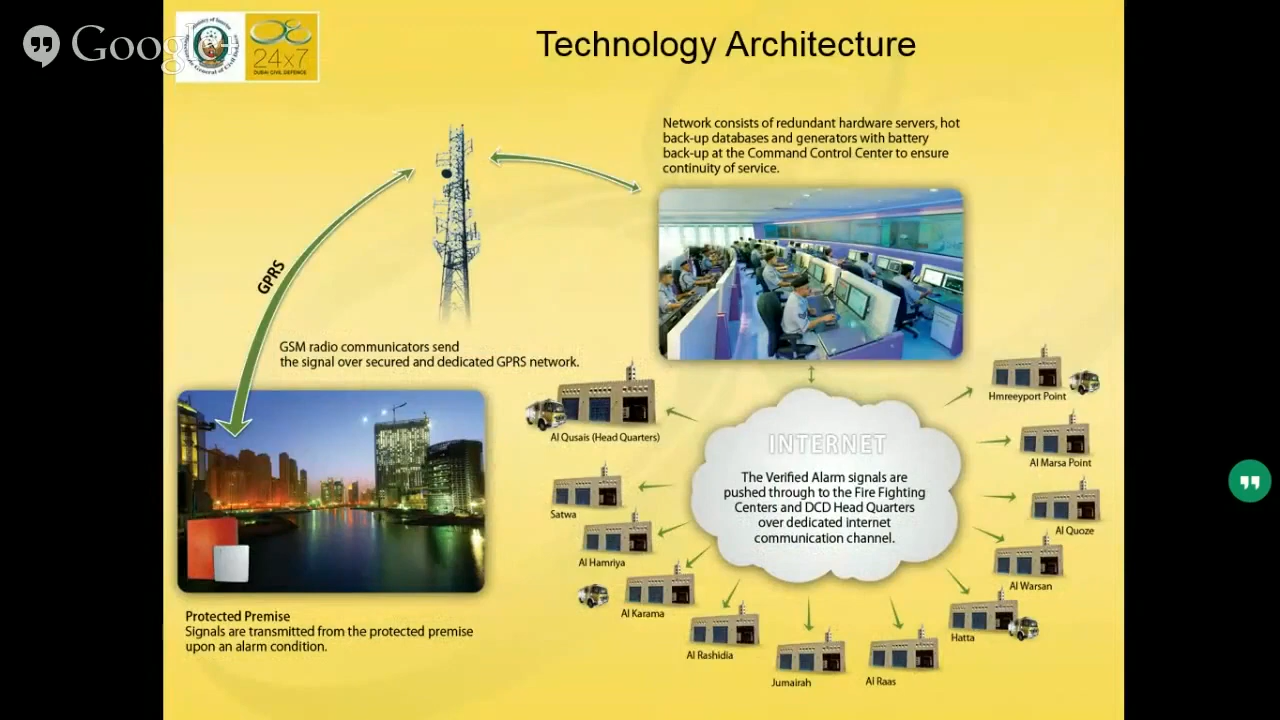 Technology Architecture
Google+
24x7
DUBAI CIVIL DEFENCE
Network consists of redundant hardware servers, hot
back-up databases and generators with battery
back-up at the Command Control Center to ensure
continuity of service.
GPRS
GSM radio communicators send
the signal over secured and dedicated GPRS network.
Hmreeyport Point
Al Qusais (Head Quarters)
INTERNET
Al Marsa Point
The Verified Alarm signals are
pushed through to the Fire Fighting
Centers and DCD Head Quarters
over dedicated internet
communication channel.
Satwa
Al Quoze
Al Hamriya
Al Warsan
Al Karama
Hatta
Al Rashidia
Jumairah
Al Raas
Protected Premise
Signals are transmitted from the protected premise
upon an alarm condition.